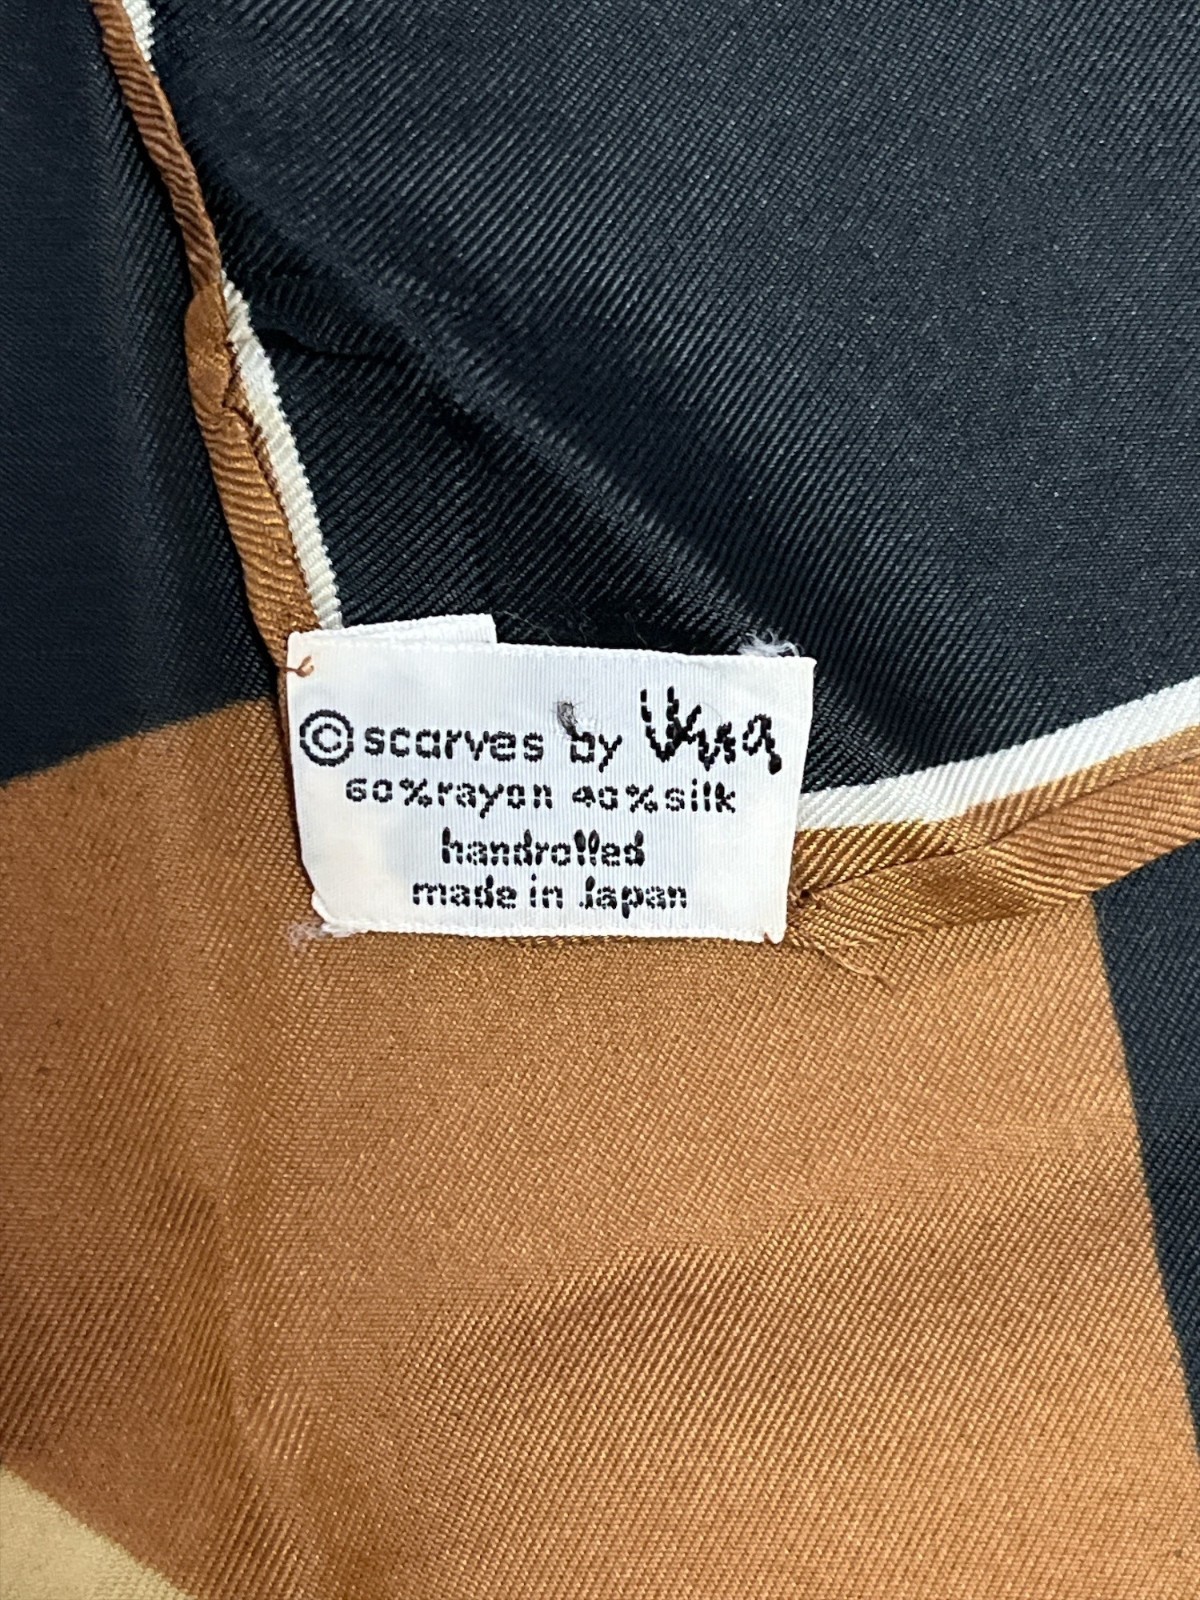 © scarves by Vera
60% rayon 40% silk
handrolled
made in Japan